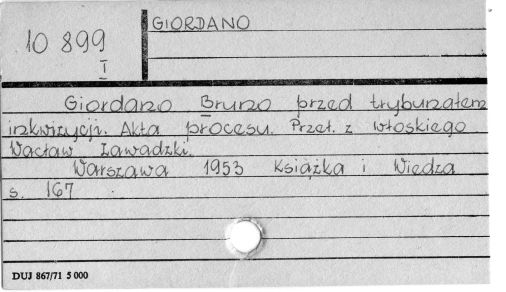 10 899
I
GIORDANO
Giordano Bruno przed trybunałem
inkwizycji. Akta procesu. Przeł. z włoskiego
Wacław Zawadzki.
Warszawa 1953 Książka i Wiedza
s. 167
DUJ 867/71 5 000